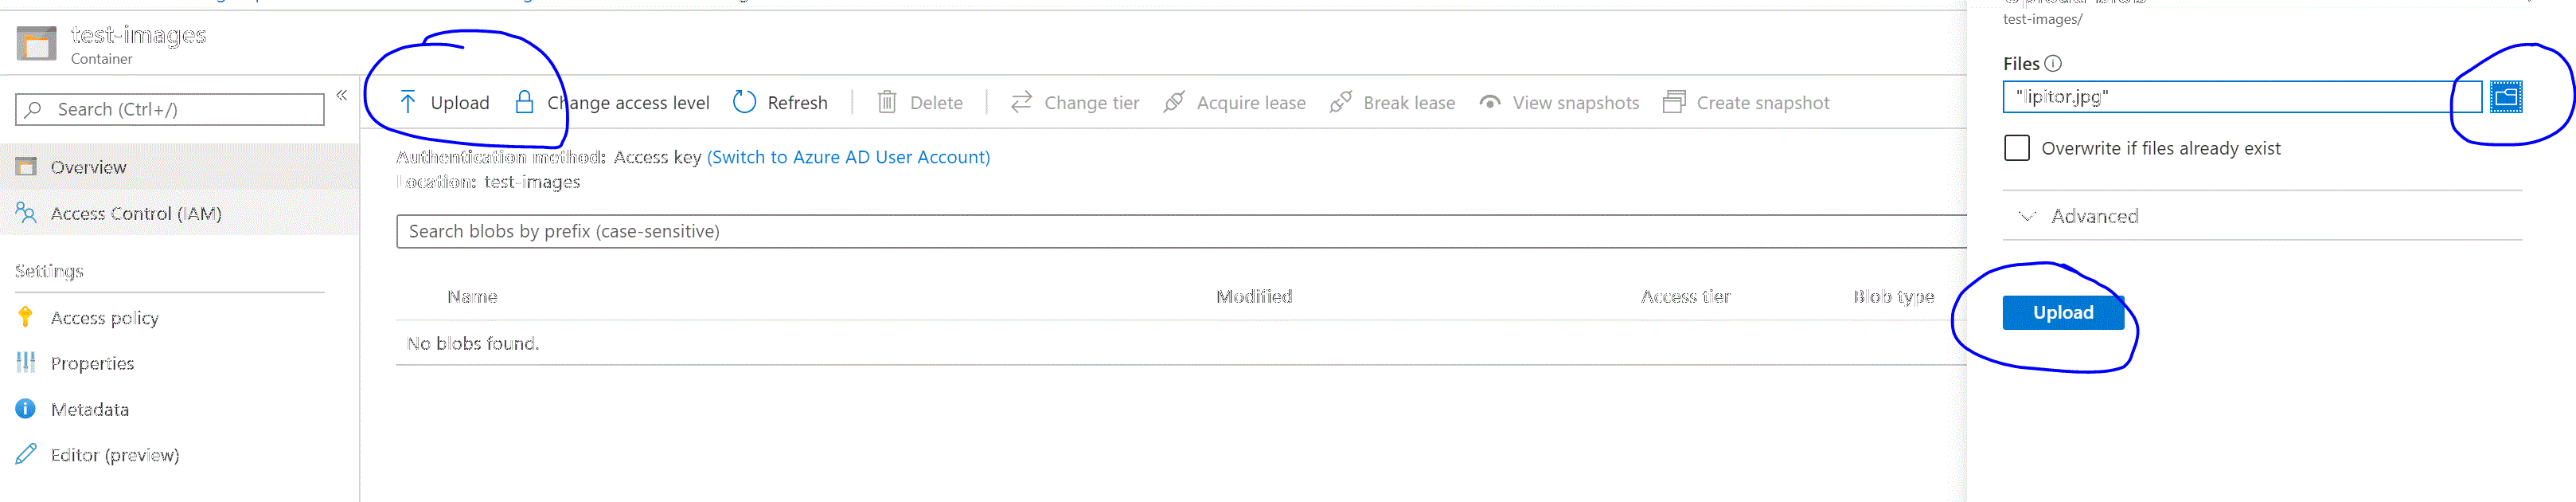 test-images
Container
Search (Ctrl+/)
«
Overview
Access Control (IAM)
Settings
Access policy
Properties
Metadata
Editor (preview)
Upload
Change access level
Refresh
Delete
Change tier
Acquire lease
Break lease
View snapshots
Create snapshot
Authentication method: Access key (Switch to Azure AD User Account)
Location: test-images
Search blobs by prefix (case-sensitive)
Name Modified Access tier Blob type
No blobs found.
Upload blob
test-images/
Files
"lipitor.jpg"
Overwrite if files already exist
Advanced
Upload